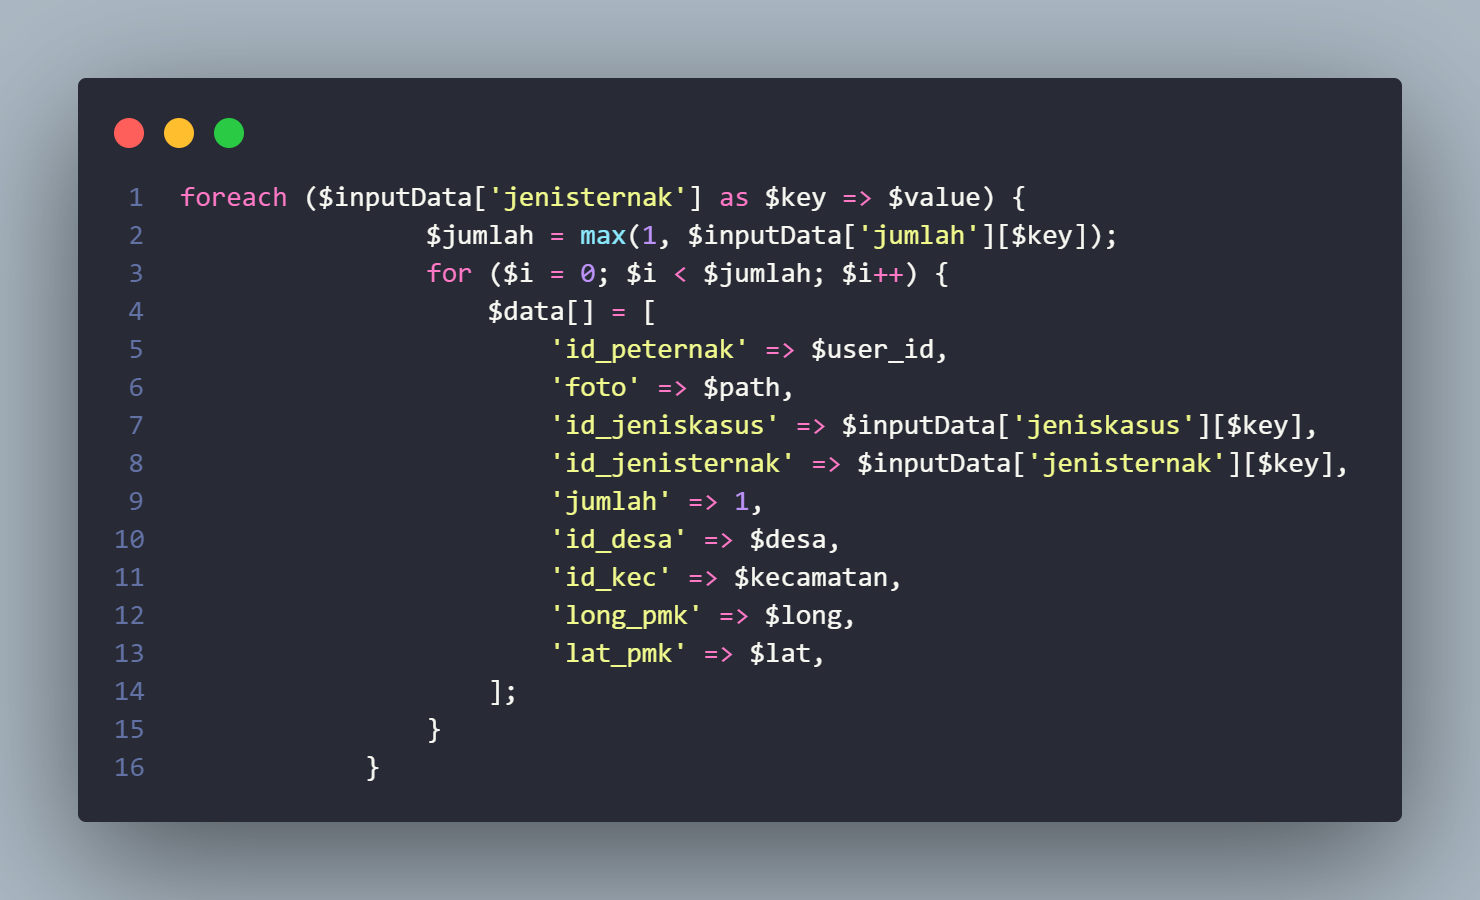 1 foreach ($inputData['jenisternak'] as $key => $value) {
2                 $jumlah = max(1, $inputData['jumlah'][$key]);
3                 for ($i = 0; $i < $jumlah; $i++) {
4                     $data[] = [
5                         'id_peternak' => $user_id,
6                         'foto' => $path,
7                         'id_jeniskasus' => $inputData['jeniskasus'][$key],
8                         'id_jenisternak' => $inputData['jenisternak'][$key],
9                         'jumlah' => 1,
10                         'id_desa' => $desa,
11                         'id_kec' => $kecamatan,
12                         'long_pmk' => $long,
13                         'lat_pmk' => $lat,
14                     ];
15                 }
16             }